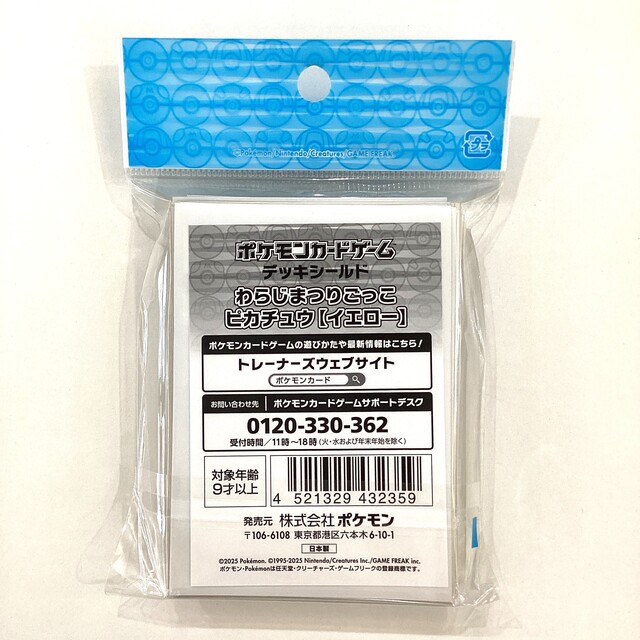 ©Pokémon, Nintendo/Creatures, GAME FREAK
プラ
ポケモンカードゲーム
デッキシールド
わらじまつりごっこ
ピカチュウ【イエロー】
ポケモンカードゲームの遊びかたや最新情報はこちら!
トレーナーズウェブサイト
ポケモンカード
お問い合わせ先 ポケモンカードゲームサポートデスク
0120-330-362
受付時間/11時~18時(火・水および年末年始を除く)
対象年齢
9才以上
4 521329 432359
発売元 株式会社ポケモン
〒106-6108 東京都港区六本木6-10-1
日本製
©2025 Pokémon. ©1995-2025 Nintendo/Creatures Inc./GAME FREAK inc.
ポケモン・Pokémonは任天堂・クリーチャーズ・ゲームフリークの登録商標です。